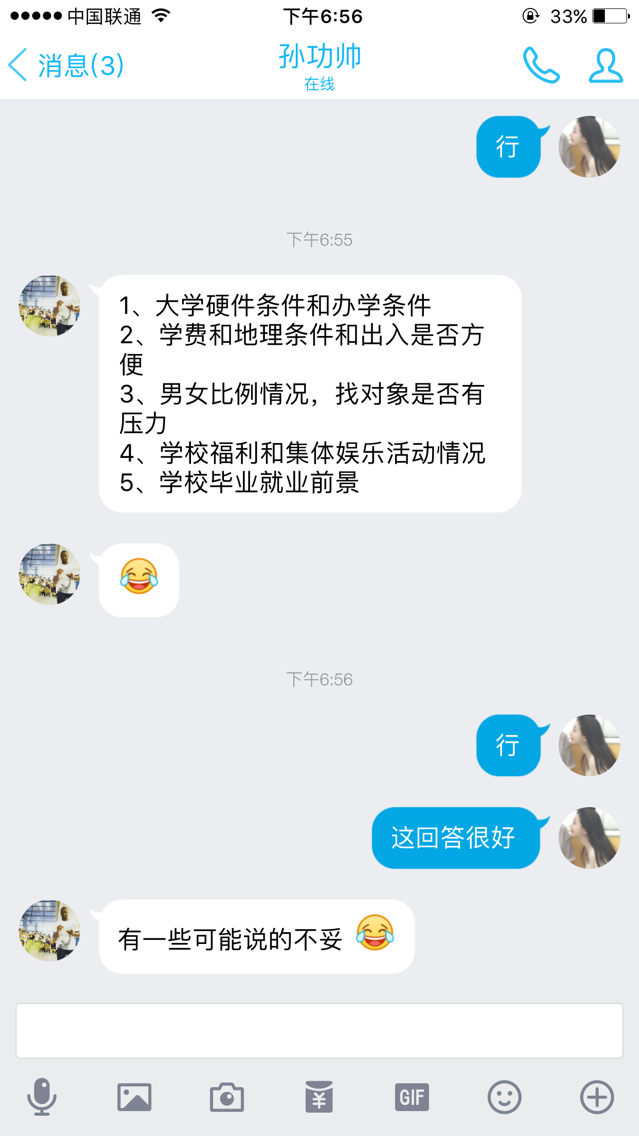 中国联通 下午6:56 33%
消息(3) 孙功帅
在线
行
下午6:55
1、大学硬件条件和办学条件
2、学费和地理条件和出入是否方
便
3、男女比例情况，找对象是否有
压力
4、学校福利和集体娱乐活动情况
5、学校毕业就业前景
下午6:56
行
这回答很好
有一些可能说的不妥
¥ GIF